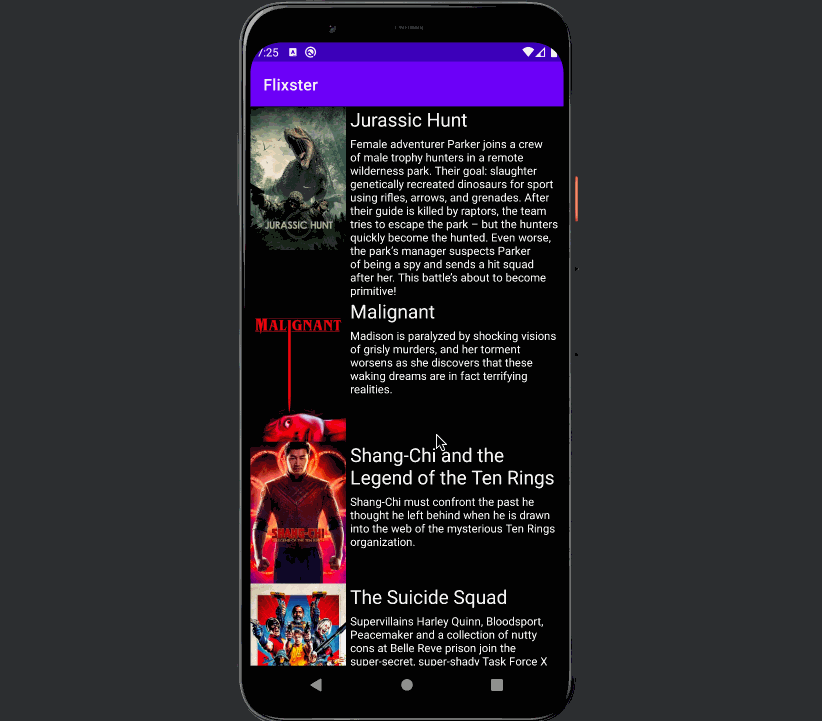 7:25
Flixster
JURASSIC HUNT
Jurassic Hunt
Female adventurer Parker joins a crew
of male trophy hunters in a remote
wilderness park. Their goal: slaughter
genetically recreated dinosaurs for sport
using rifles, arrows, and grenades. After
their guide is killed by raptors, the team
tries to escape the park – but the hunters
quickly become the hunted. Even worse,
the park's manager suspects Parker
of being a spy and sends a hit squad
after her. This battle's about to become
primitive!
MALIGNANT
Malignant
Madison is paralyzed by shocking visions
of grisly murders, and her torment
worsens as she discovers that these
waking dreams are in fact terrifying
realities.
SHANG-CHI
Shang-Chi and the
Legend of the Ten Rings
Shang-Chi must confront the past he
thought he left behind when he is drawn
into the web of the mysterious Ten Rings
organization.
The Suicide Squad
Supervillains Harley Quinn, Bloodsport,
Peacemaker and a collection of nutty
cons at Belle Reve prison join the
super-secret, super-shady Task Force X